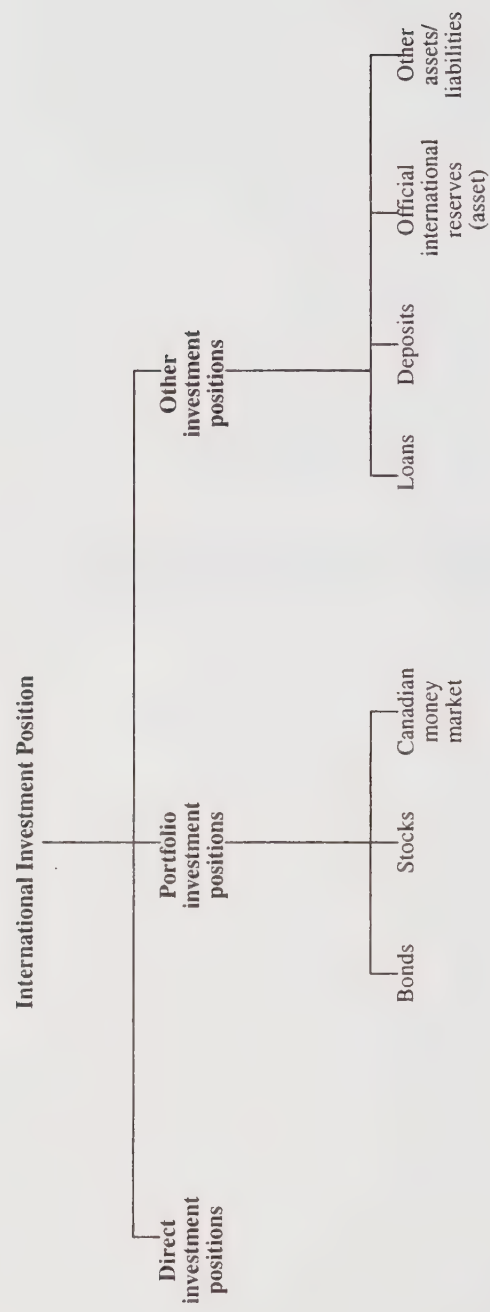 International Investment Position
Direct
investment
positions
Portfolio
investment
positions
Other
investment
positions
Bonds
Stocks
Canadian
money
market
Loans
Deposits
Official
international
reserves
(asset)
Other
assets/
liabilities